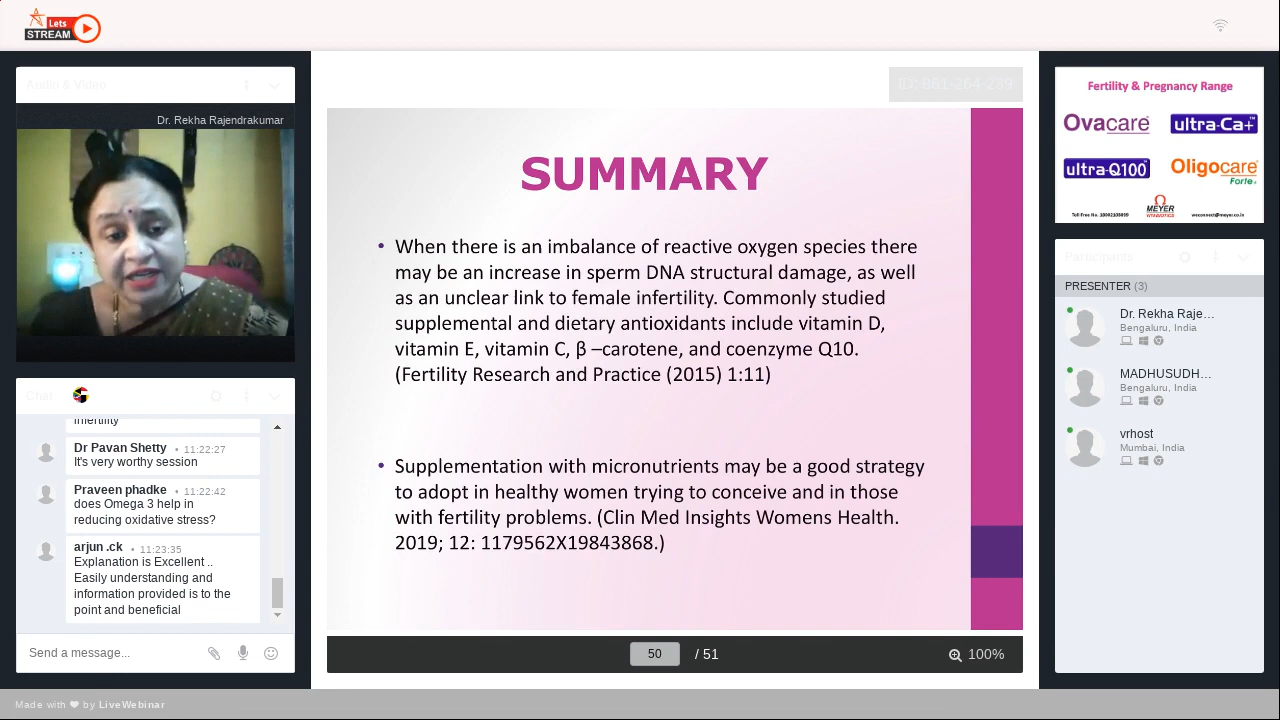 Lets
STREAM
Audio & Video
Dr. Rekha Rajendrakumar
Chat
infertility
Dr Pavan Shetty • 11:22:27
It's very worthy session
Praveen phadke • 11:22:42
does Omega 3 help in
reducing oxidative stress?
arjun .ck • 11:23:35
Explanation is Excellent ..
Easily understanding and
information provided is to the
point and beneficial
Send a message...
ID: 861-264-239
SUMMARY
• When there is an imbalance of reactive oxygen species there
may be an increase in sperm DNA structural damage, as well
as an unclear link to female infertility. Commonly studied
supplemental and dietary antioxidants include vitamin D,
vitamin E, vitamin C, β –carotene, and coenzyme Q10.
(Fertility Research and Practice (2015) 1:11)
• Supplementation with micronutrients may be a good strategy
to adopt in healthy women trying to conceive and in those
with fertility problems. (Clin Med Insights Womens Health.
2019; 12: 1179562X19843868.)
50 / 51
100%
Fertility & Pregnancy Range
Ovacare
ultra-Ca+
ultra-Q100
Oligocare
Forte
MEYER
VITABIOTICS
weconnect@meyer.co.in
Participants
PRESENTER (3)
Dr. Rekha Raje...
Bengaluru, India
MADHUSUDH...
Bengaluru, India
vrhost
Mumbai, India
Made with ❤ by LiveWebinar